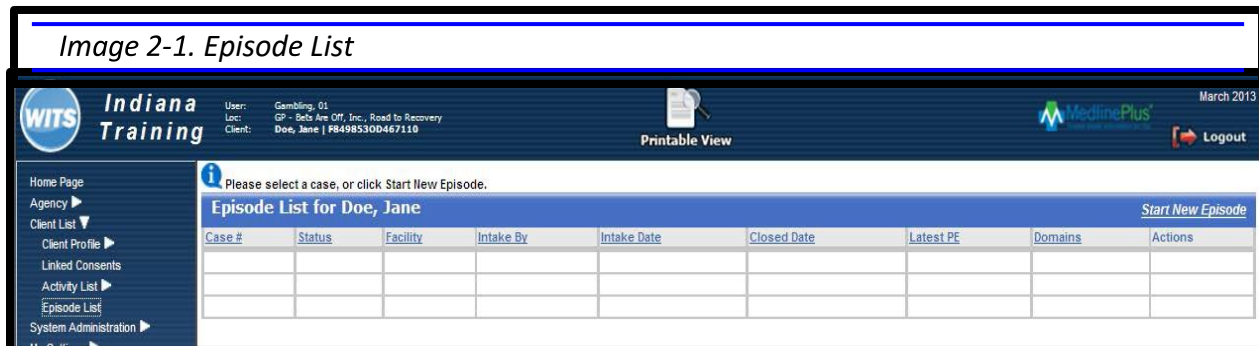 Image 2-1. Episode List
WITS
Indiana
Training
User: Gambling, 01
Loc: GP - Bets Are Off, Inc., Road to Recovery
Client: Doe, Jane | F8498530D467110
Printable View
MedlinePlus
March 2013
Logout
Home Page
Agency
Client List
Client Profile
Linked Consents
Activity List
Episode List
System Administration
Please select a case, or click Start New Episode.
Episode List for Doe, Jane
Start New Episode
Case # Status Facility Intake By Intake Date Closed Date Latest PE Domains Actions